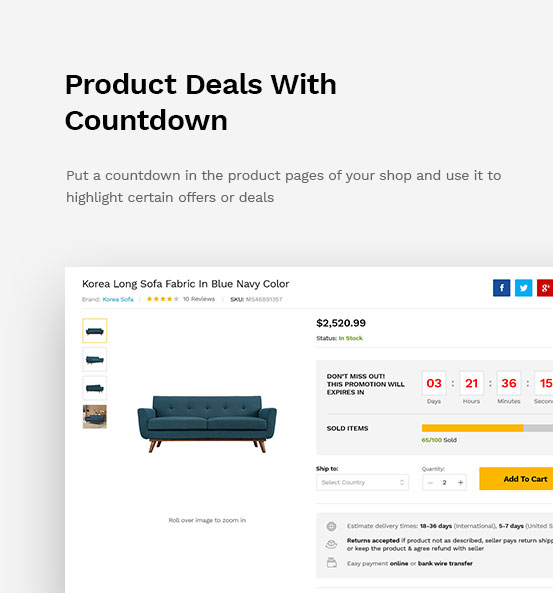 Product Deals With
Countdown
Put a countdown in the product pages of your shop and use it to
highlight certain offers or deals
Korea Long Sofa Fabric In Blue Navy Color
Brand: Korea Sofa
10 Reviews
SKU: MS46891357
f
g+
$2,520.99
Status: In Stock
DON'T MISS OUT!
THIS PROMOTION WILL
EXPIRES IN
03 : 21 : 36 : 15
Days Hours Minutes Secon
SOLD ITEMS
65/100 Sold
Ship to:
Select Country
Quantity:
— 2 +
Add To Cart
Roll over image to zoom in
Estimate delivery times: 18-36 days (International), 5-7 days (United S
Returns accepted if product not as described, seller pays return shipp
or keep the product & agree refund with seller
Easy payment online or bank wire transfer